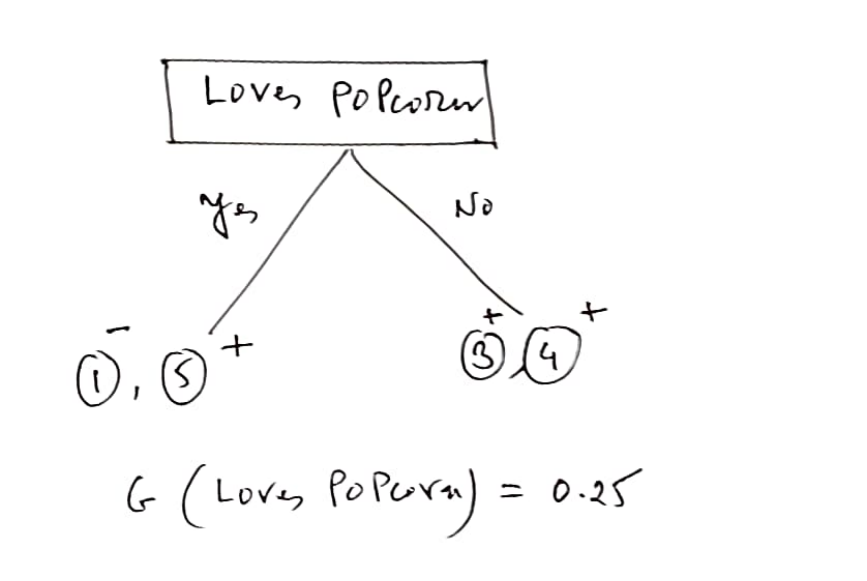 Loves Popcorn
Yes No
- + + +
①, ⑤ ③, ④
G (Loves Popcorn) = 0.25